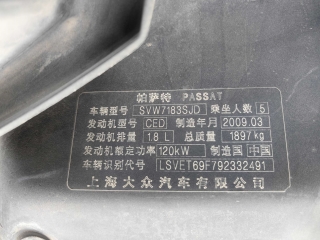 帕萨特 PASSAT
车辆型号 SVW7183SJD 乘坐人数 5
发动机型号 CED 制造年月 2009.03
发动机排量 1.8 L 总质量 1897kg
发动机额定功率 120kW 制造国 中国
车辆识别代号 LSVET69F792332491
上海大众汽车有限公司